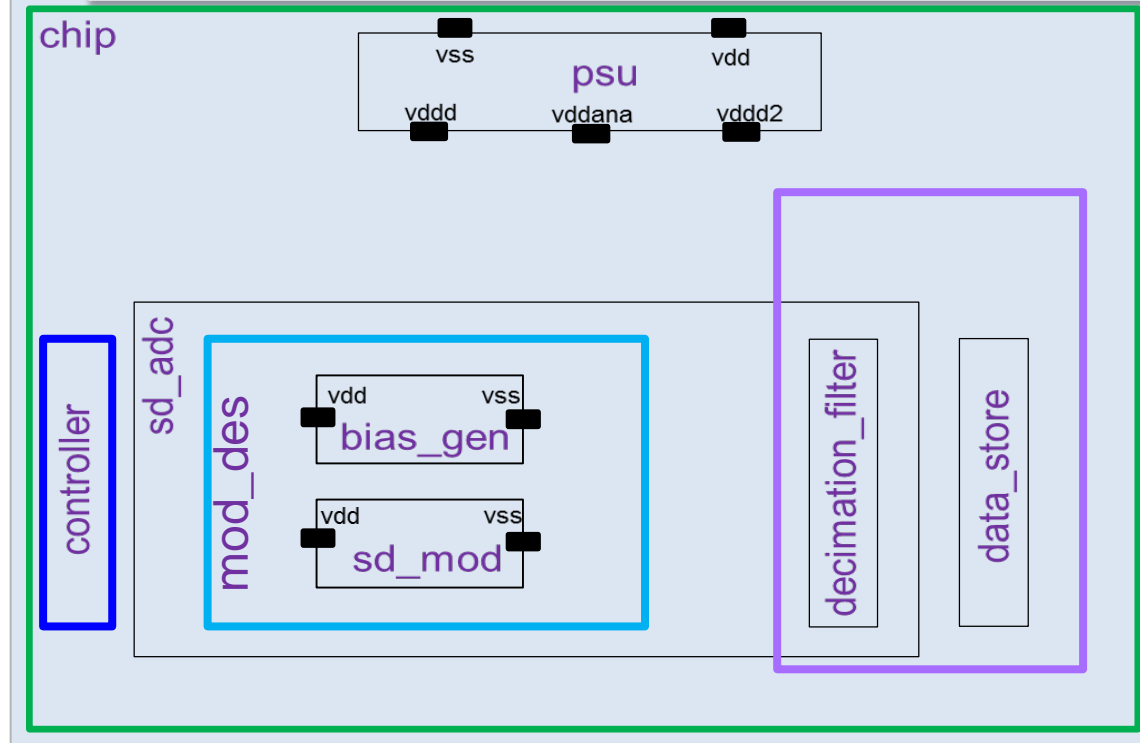 chip
vss
vdd
psu
vddd
vddana
vddd2
controller
sd_adc
mod_des
vdd
vss
bias_gen
vdd
vss
sd_mod
decimation_filter
data_store